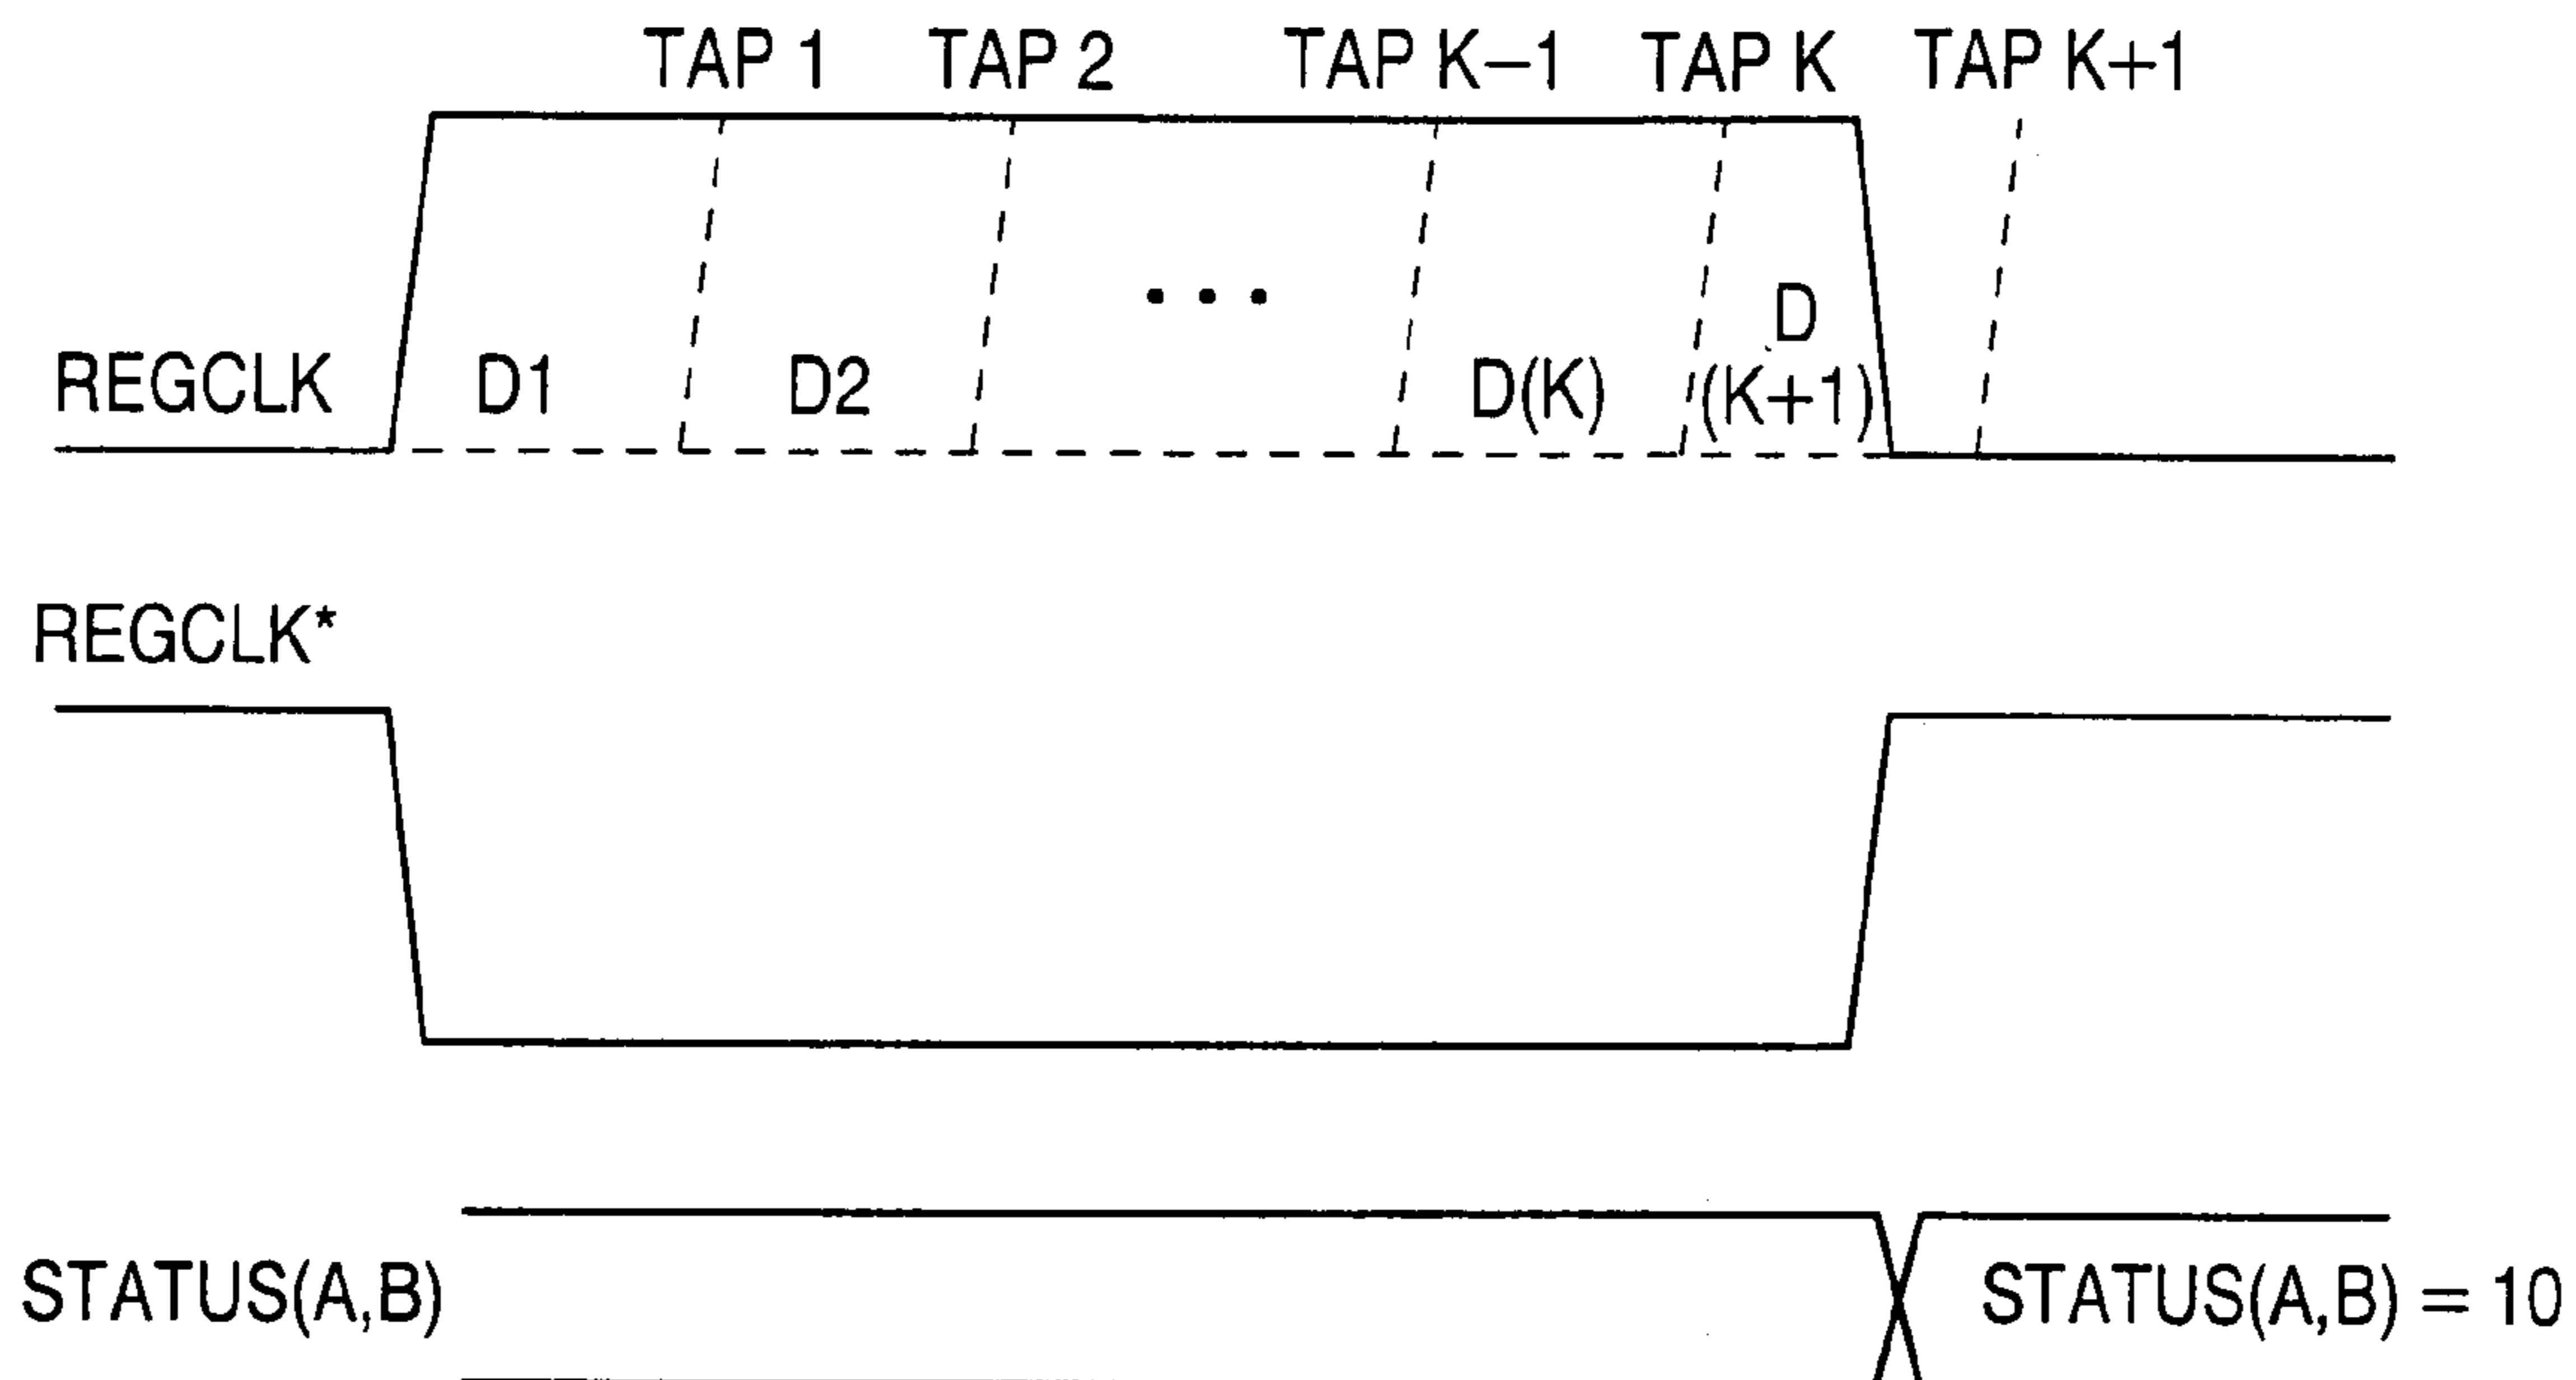 TAP 1 TAP 2 TAP K–1 TAP K TAP K+1
REGCLK D1 D2 • • • D(K) D
(K+1)
REGCLK*
STATUS(A,B) STATUS(A,B) = 10